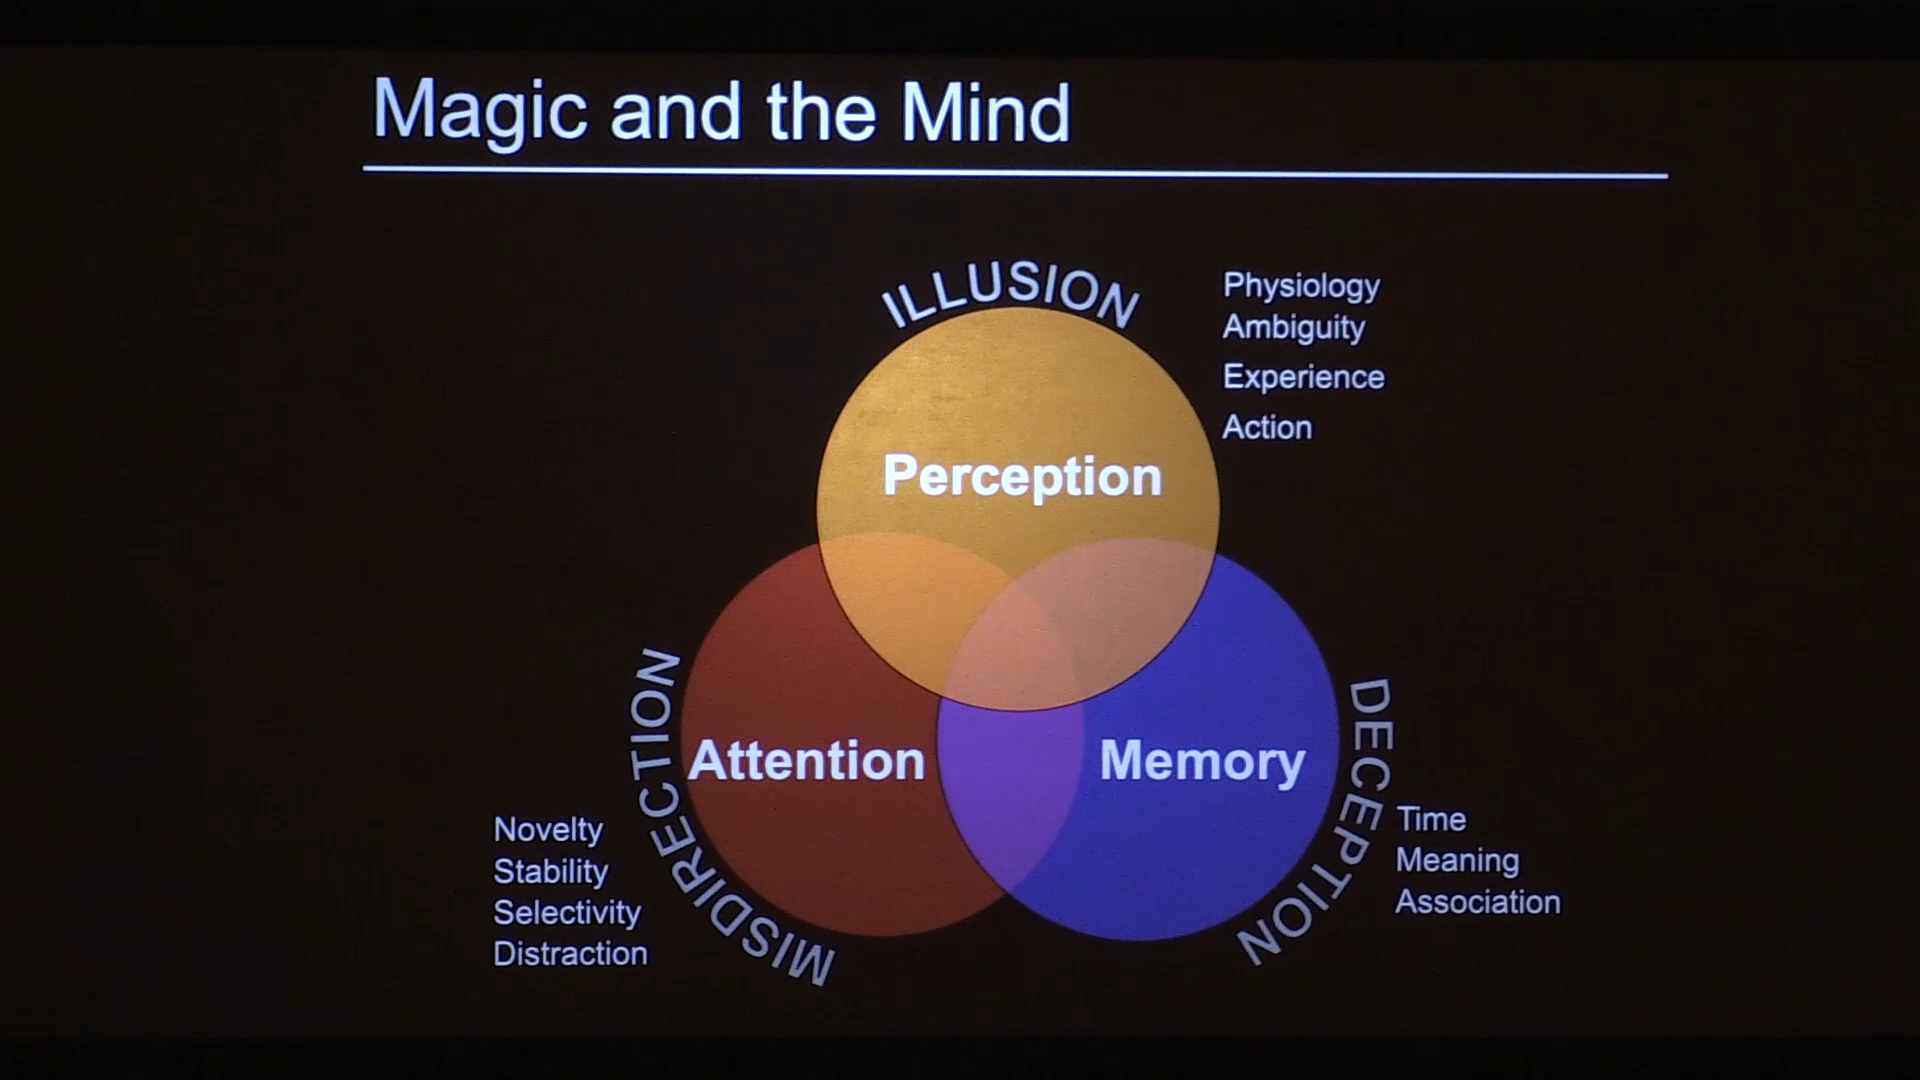 Magic and the Mind
ILLUSION
Physiology
Ambiguity
Experience
Action
Perception
MISDIRECTION
Attention
Memory
DECEPTION
Novelty
Stability
Selectivity
Distraction
Time
Meaning
Association